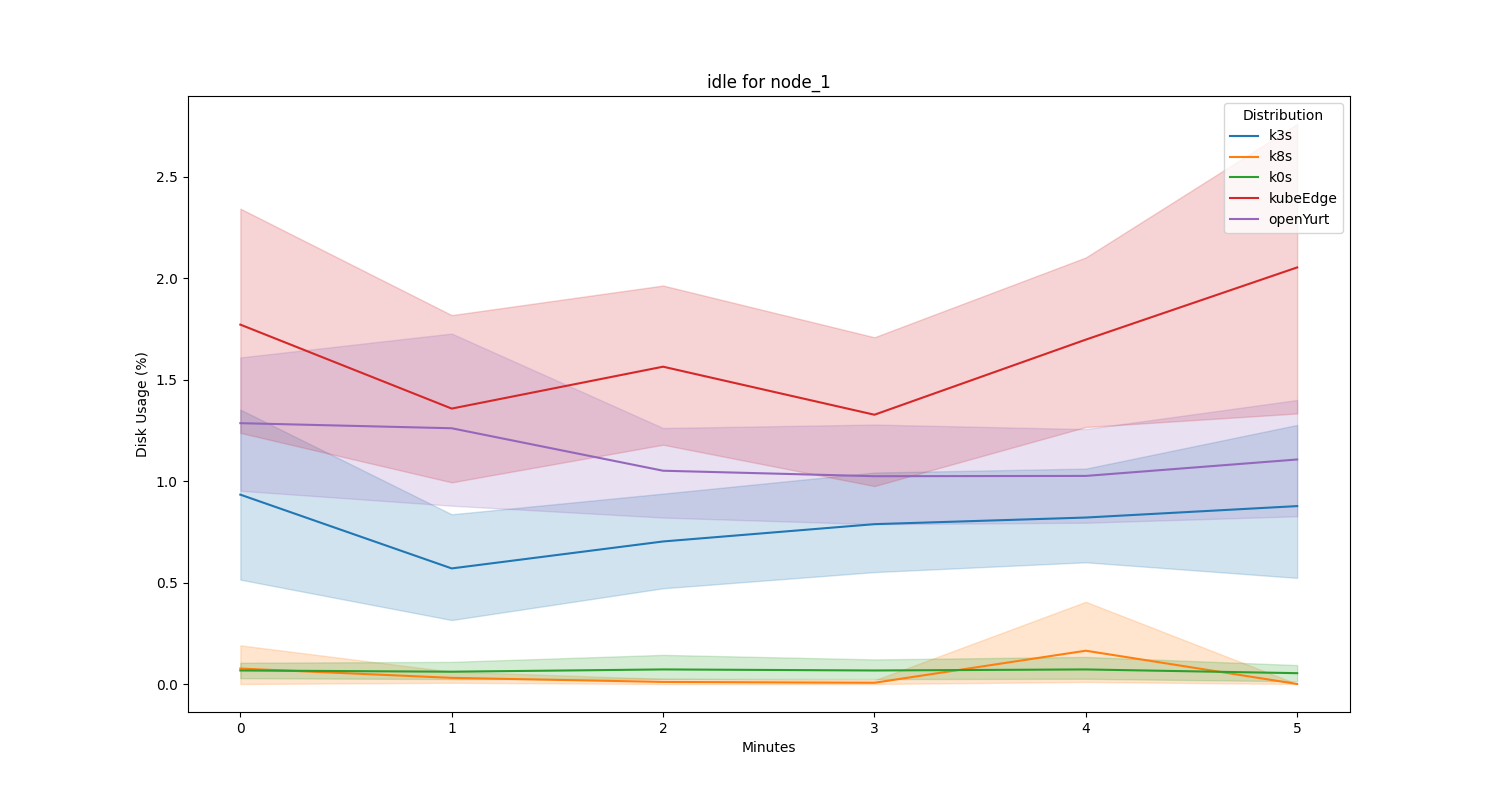 idle for node_1
Distribution
k3s
k8s
k0s
kubeEdge
openYurt
Disk Usage (%)
2.5
2.0
1.5
1.0
0.5
0.0
0 1 2 3 4 5
Minutes